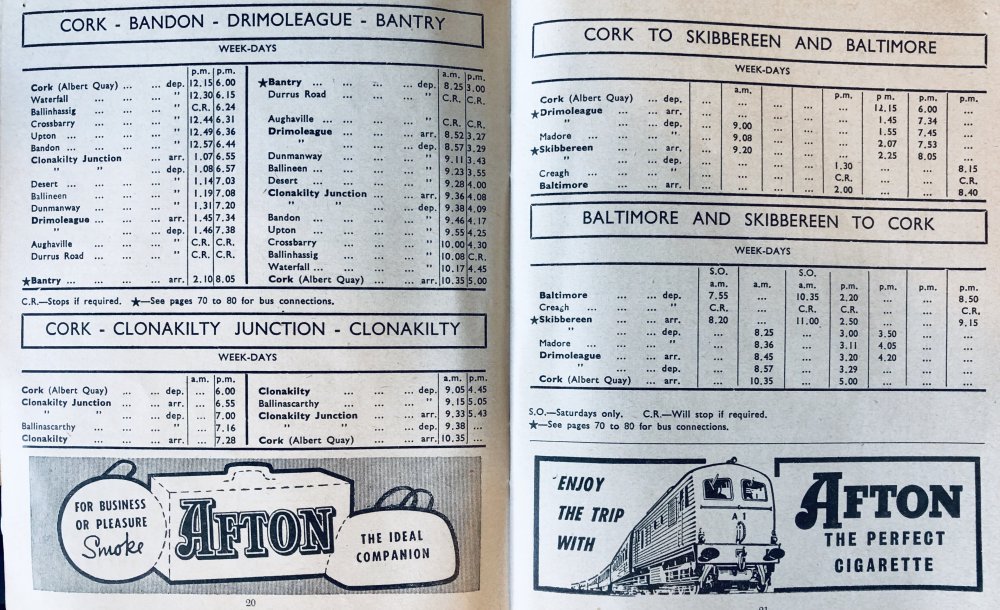 CORK - BANDON - DRIMOLEAGUE - BANTRY
WEEK-DAYS
p.m. p.m.
Cork (Albert Quay) ... ... dep. 12.15 6.00
Waterfall ... ... ... " 12.30 6.15
Ballinhassig ... ... ... " C.R. 6.24
Crossbarry ... ... ... " 12.44 6.31
Upton ... ... ... ... " 12.49 6.36
Bandon ... ... ... ... " 12.57 6.44
Clonakilty Junction ... arr. 1.07 6.55
" " ... dep. 1.08 6.57
Desert ... ... ... ... " 1.14 7.03
Ballineen ... ... ... " 1.19 7.08
Dunmanway ... ... ... " 1.31 7.20
Drimoleague ... ... ... arr. 1.45 7.34
" ... ... ... dep. 1.46 7.38
Aughaville ... ... ... " C.R. C.R.
Durrus Road ... ... ... " C.R. C.R.
★Bantry ... ... ... ... arr. 2.10 8.05
a.m. p.m.
★Bantry ... ... ... dep. 8.25 3.00
Durrus Road ... ... ... " C.R. C.R.
Aughaville ... ... ... " C.R. C.R.
Drimoleague ... ... ... arr. 8.52 3.27
" ... ... ... dep. 8.57 3.29
Dunmanway ... ... ... " 9.11 3.43
Ballineen ... ... ... ... " 9.23 3.55
Desert ... ... ... ... " 9.28 4.00
Clonakilty Junction ... ... arr. 9.36 4.08
" " ... ... dep. 9.38 4.09
Bandon ... ... ... " 9.46 4.17
Upton ... ... ... " 9.55 4.25
Crossbarry ... ... ... " 10.00 4.30
Ballinhassig ... ... ... " 10.08 C.R.
Waterfall ... ... ... ... " 10.17 4.45
Cork (Albert Quay) ... ... arr. 10.35 5.00
C.R.—Stops if required. ★—See pages 70 to 80 for bus connections.
CORK - CLONAKILTY JUNCTION - CLONAKILTY
WEEK-DAYS
a.m. p.m.
Cork (Albert Quay) ... ... dep. ... 6.00
Clonakilty Junction ... arr. ... 6.55
" " ... dep. ... 7.00
Ballinascarthy ... ... " ... 7.16
Clonakilty ... ... ... arr. ... 7.28
a.m. p.m.
Clonakilty ... ... ... dep. 9.05 4.45
Ballinascarthy ... ... " 9.15 5.05
Clonakilty Junction ... arr. 9.33 5.43
" " ... ... dep. 9.38 ...
Cork (Albert Quay) ... ... arr. 10.35 ...
FOR BUSINESS
OR PLEASURE
Smoke
AFTON
THE IDEAL
COMPANION
20
CORK TO SKIBBEREEN AND BALTIMORE
WEEK-DAYS
a.m. p.m. p m. p.m. p.m.
Cork (Albert Quay) ... dep. ... ... ... ... 12.15 6.00 ...
★Drimoleague ... ... arr. ... ... ... ... 1.45 7.34 ...
" ... ... dep. ... 9.00 ... ... 1.55 7.45 ...
Madore ... ... ... " ... 9.08 ... ... 2.07 7.53 ...
★Skibbereen ... ... arr. ... 9.20 ... ... 2.25 8.05 ...
" ... ... dep. ... ... ... 1.30 ... ... 8.15
Creagh ... ... ... " ... ... ... C.R. ... ... C.R.
Baltimore ... ... arr. ... ... ... 2.00 ... ... 8.40
BALTIMORE AND SKIBBEREEN TO CORK
WEEK-DAYS
S.O. S.O.
a.m. a.m. a.m. p.m. p.m. p.m. p.m.
Baltimore ... ... dep. 7.55 ... 10.35 2.20 ... ... 8.50
Creagh ... ... ... " C.R. ... C.R. C.R. ... ... C.R.
★Skibbereen ... ... arr. 8.20 ... 11.00 2.50 ... ... 9.15
" ... ... dep. ... 8.25 ... 3.00 3.50 ... ...
Madore ... ... ... " ... 8.36 ... 3.11 4.05 ... ...
Drimoleague ... ... arr. ... 8.45 ... 3.20 4.20 ... ...
" ... ... dep. ... 8.57 ... 3.29 ... ... ...
Cork (Albert Quay) ... arr. ... 10.35 ... 5.00 ... ... ...
S.O.—Saturdays only. C.R.—Will stop if required.
★—See pages 70 to 80 for bus connections.
ENJOY
THE TRIP
WITH
A 1
AFTON
THE PERFECT
CIGARETTE